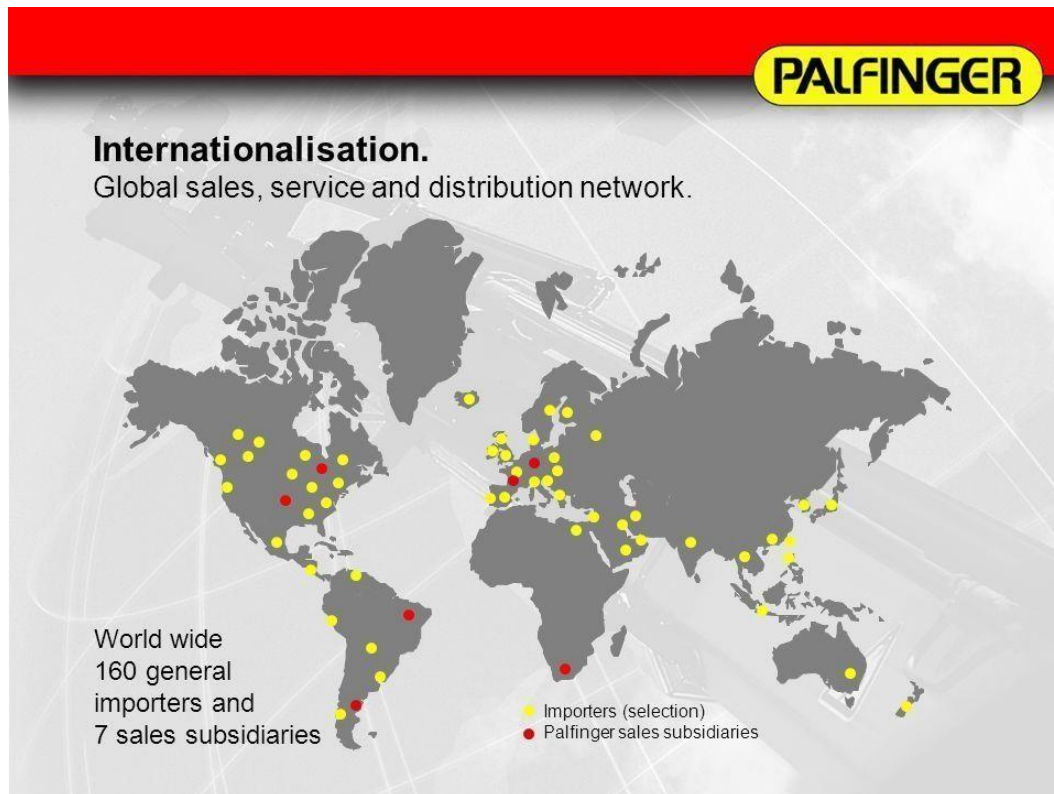 PALFINGER
Internationalisation.
Global sales, service and distribution network.
World wide
160 general
importers and
7 sales subsidiaries
Importers (selection)
Palfinger sales subsidiaries